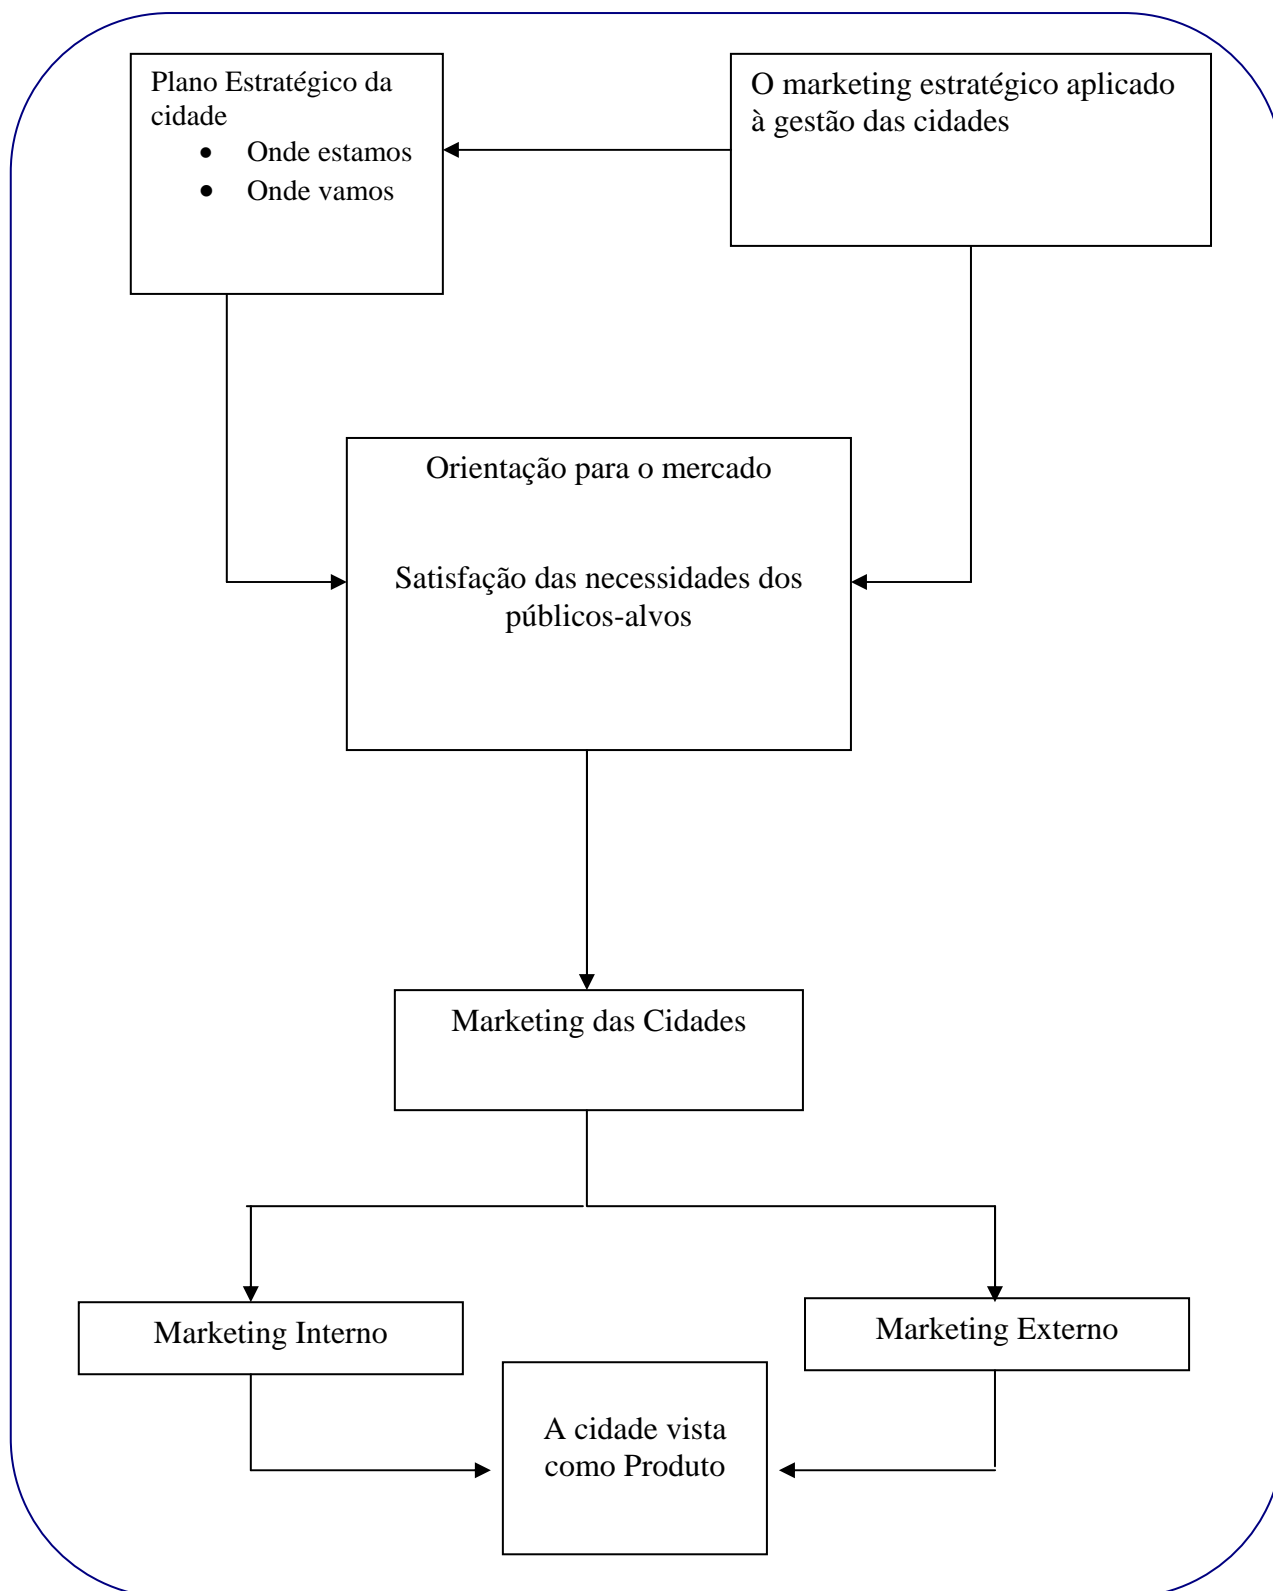 Plano Estratégico da
cidade
• Onde estamos
• Onde vamos
O marketing estratégico aplicado
à gestão das cidades
Orientação para o mercado
Satisfação das necessidades dos
públicos-alvos
Marketing das Cidades
Marketing Interno
Marketing Externo
A cidade vista
como Produto